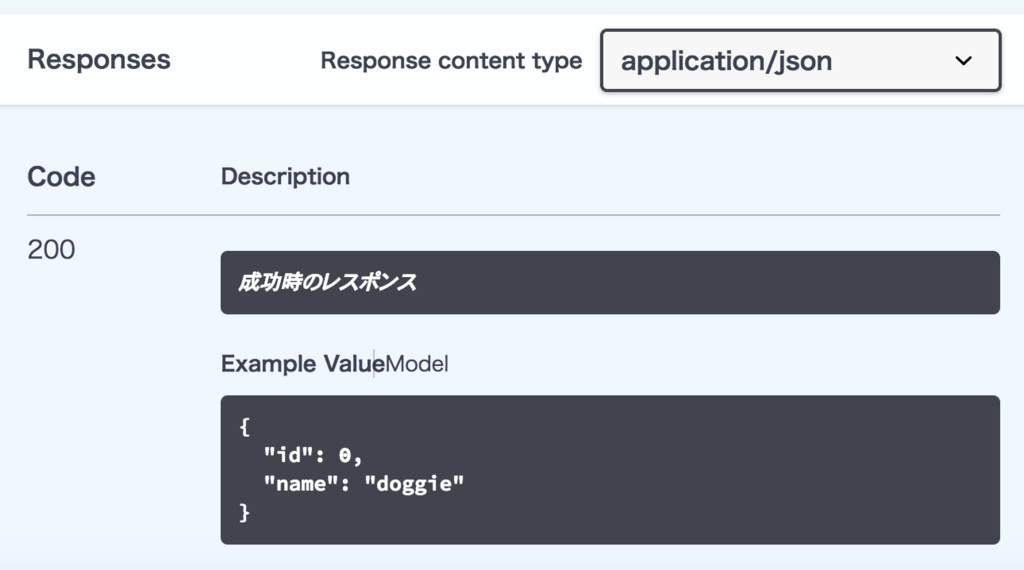 Responses
Response content type
application/json
Code
Description
200
成功時のレスポンス
Example Value Model
{
  "id": 0,
  "name": "doggie"
}